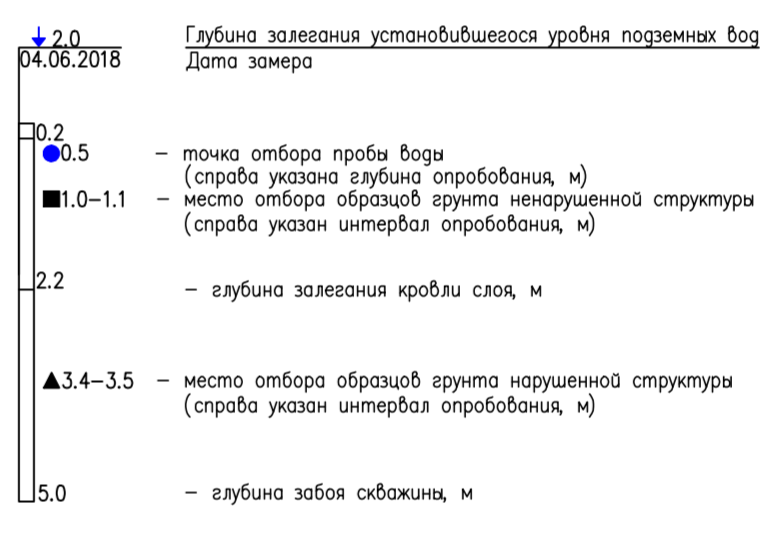 2.0 Глубина залегания установившегося уровня подземных вод
04.06.2018 Дата замера
0.2
0.5 – точка отбора пробы воды
(справа указана глубина опробования, м)
1.0–1.1 – место отбора образцов грунта ненарушенной структуры
(справа указан интервал опробования, м)
2.2 – глубина залегания кровли слоя, м
3.4–3.5 – место отбора образцов грунта нарушенной структуры
(справа указан интервал опробования, м)
5.0 – глубина забоя скважины, м